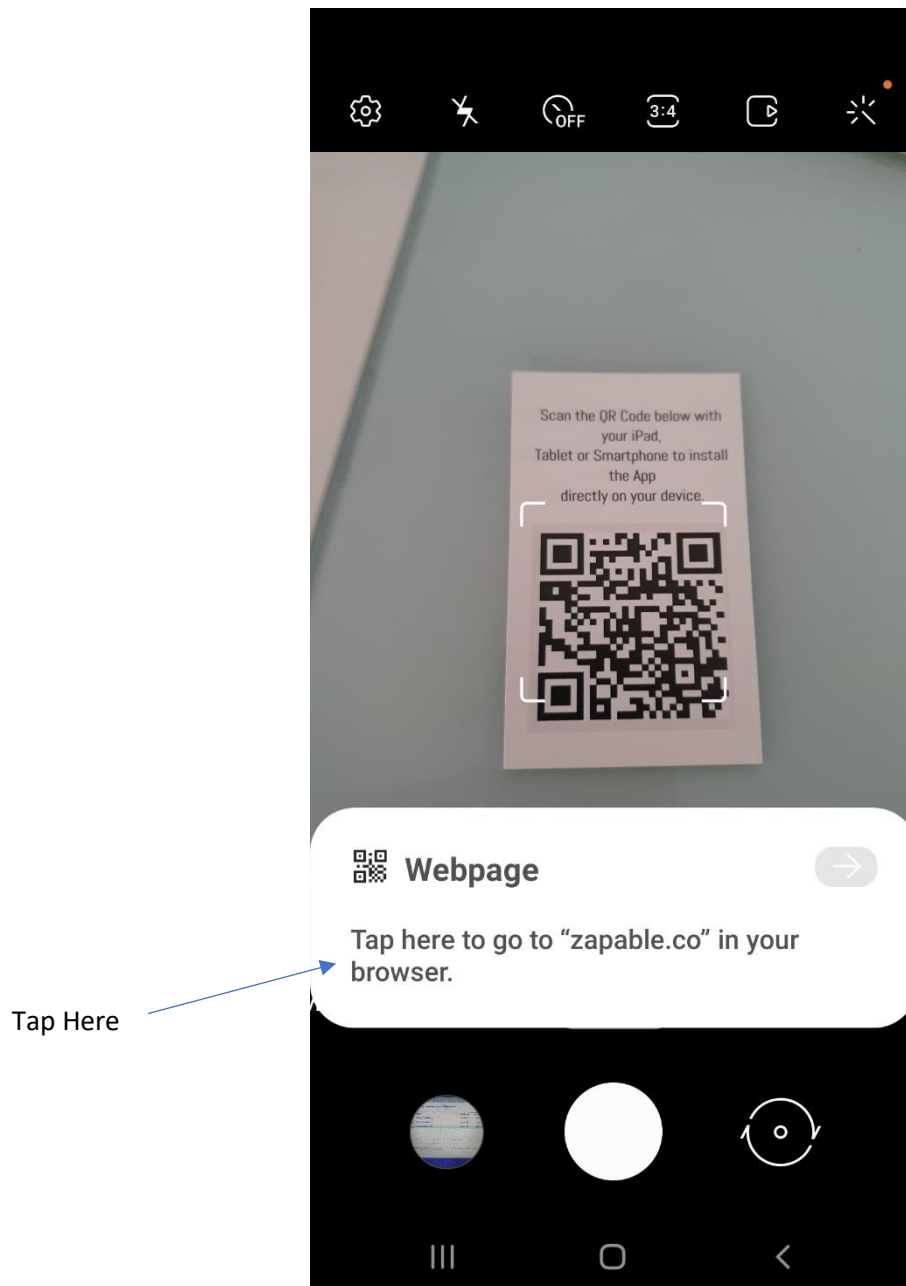 OFF
3:4
Scan the QR Code below with
your iPad,
Tablet or Smartphone to install
the App
directly on your device.
Webpage
Tap here to go to “zapable.co” in your
browser.
Tap Here